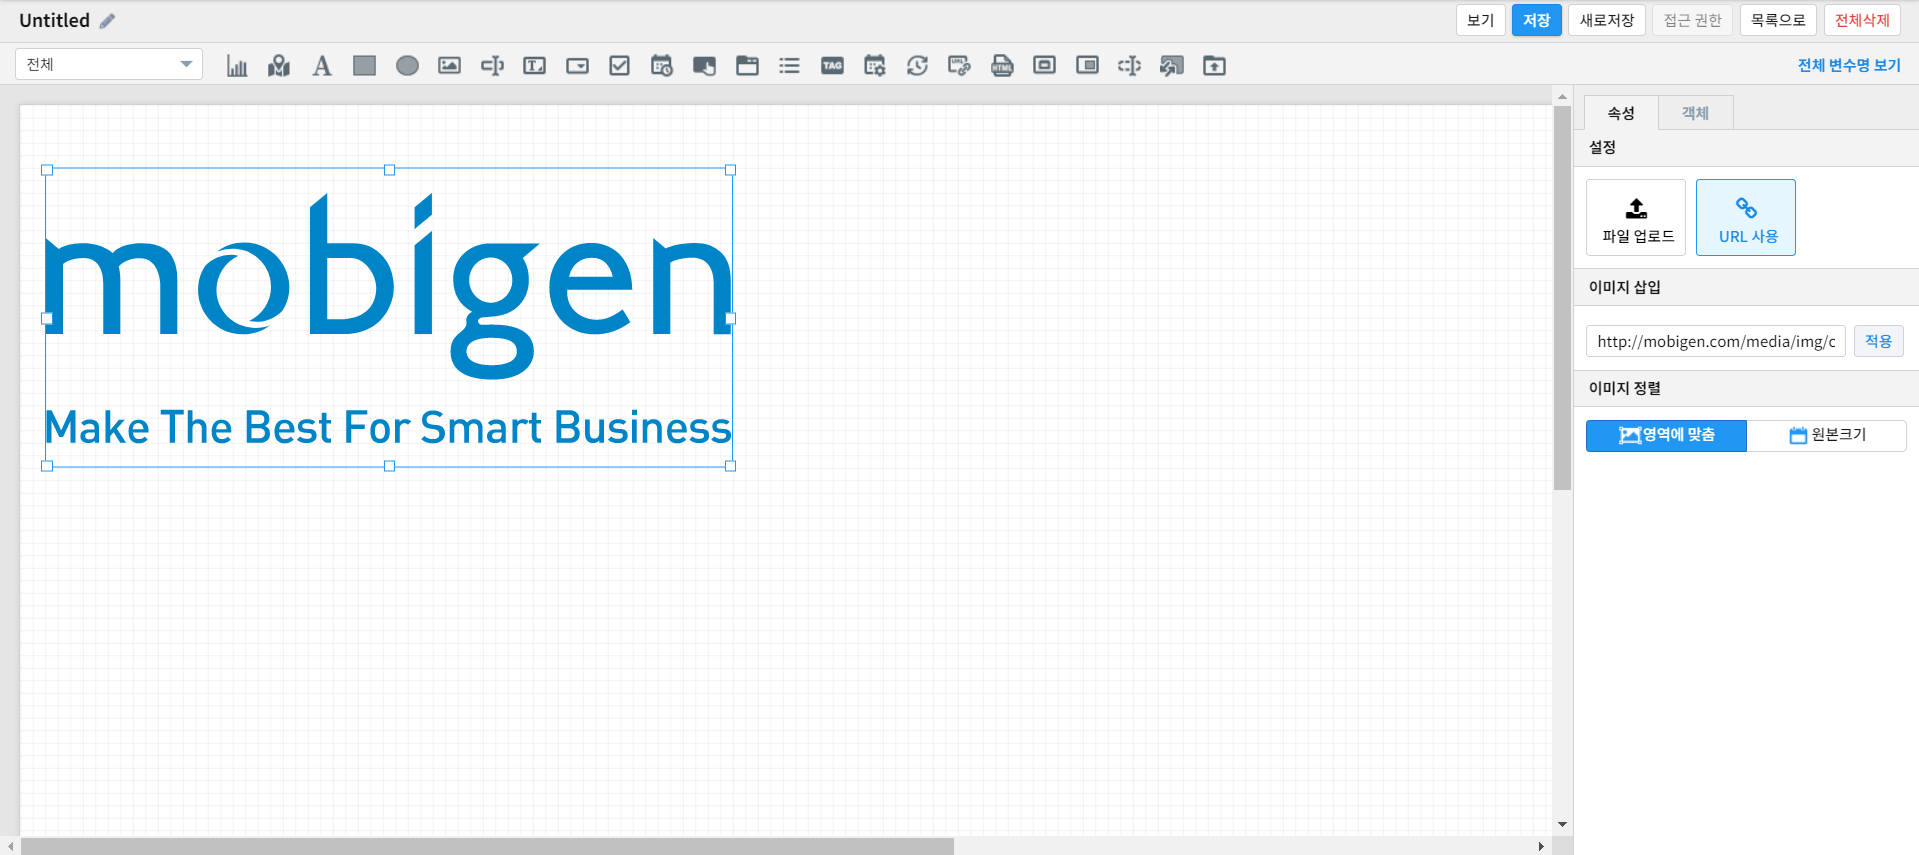 Untitled
보기
저장
새로저장
접근 권한
목록으로
전체삭제
전체
A
T
TAG
URL
HTML
전체 변수명 보기
속성
객체
설정
파일 업로드
URL 사용
이미지 삽입
http://mobigen.com/media/img/c
적용
이미지 정렬
영역에 맞춤
원본크기
mobigen
Make The Best For Smart Business